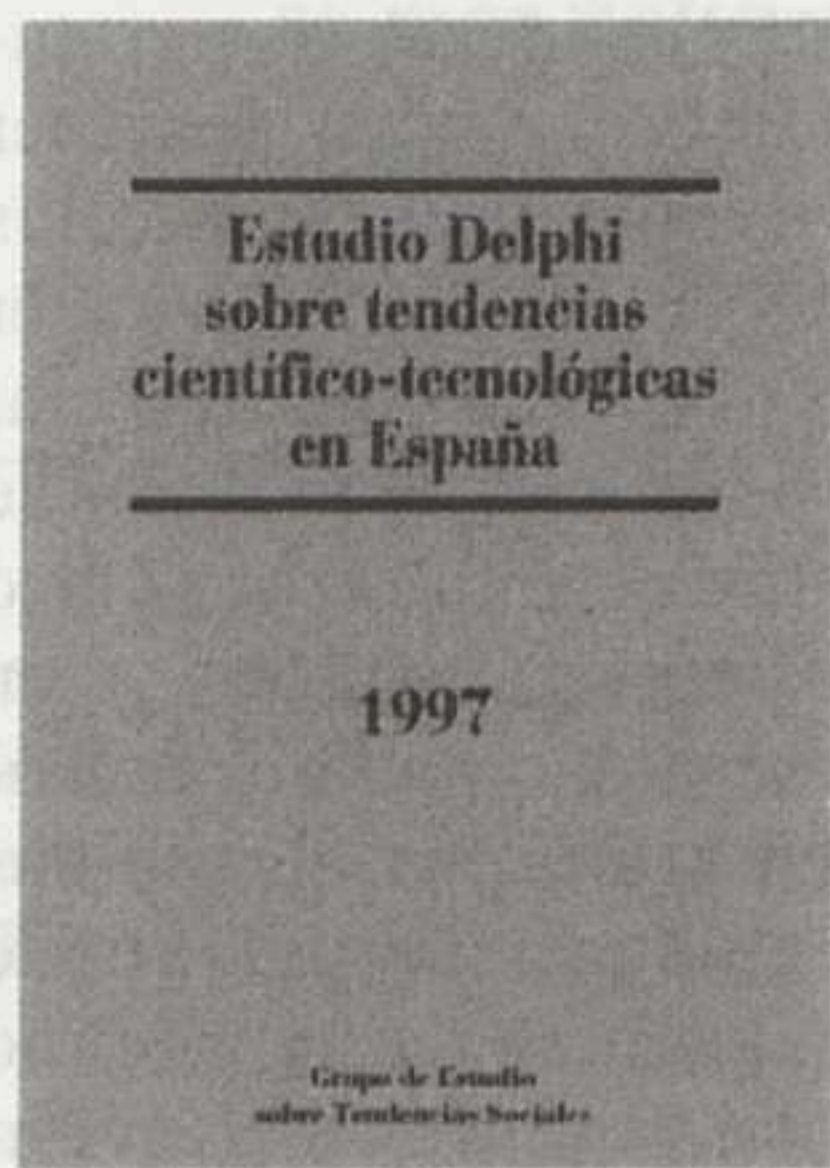 Estudio Delphi
sobre tendencias
científico-tecnológicas
en España
1997
Grupo de Estudio
sobre Tendencias Sociales